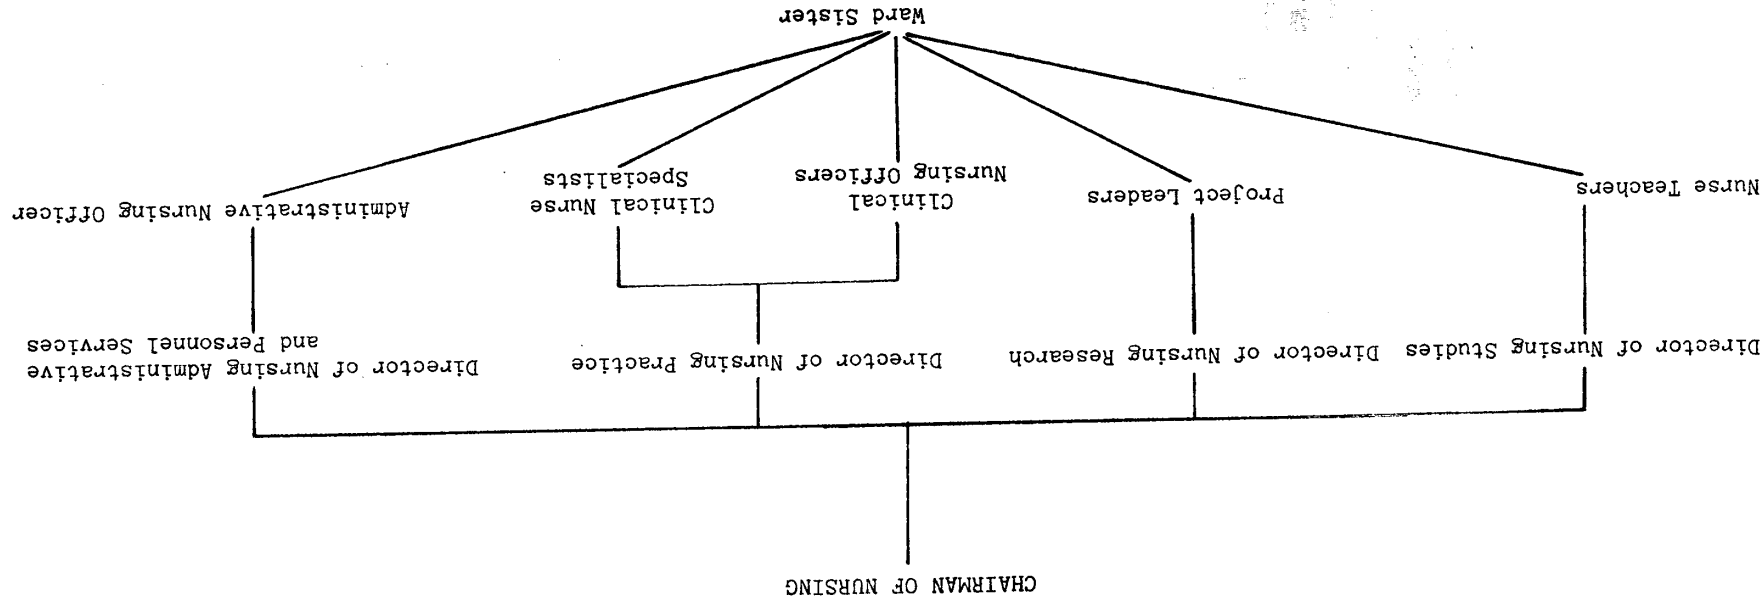 CHAIRMAN OF NURSING
Director of Nursing Studies
Director of Nursing Research
Director of Nursing Practice
Director of Nursing Administrative
and Personnel Services
Nurse Teachers
Project Leaders
Clinical
Nursing Officers
Clinical Nurse
Specialists
Administrative Nursing Officer
Ward Sister